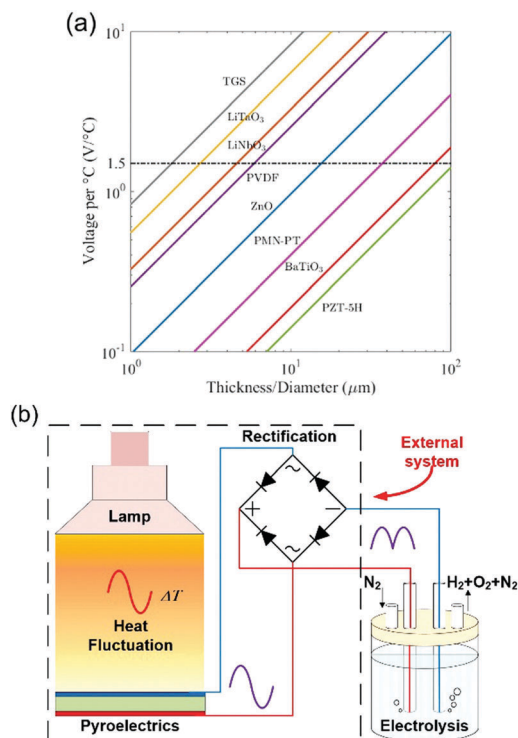 (a)
Voltage per °C (V/°C)
10¹
1.5
10⁰
10⁻¹
TGS
LiTaO₃
LiNbO₃
PVDF
ZnO
PMN-PT
BaTiO₃
PZT-5H
10⁰ 10¹ 10²
Thickness/Diameter (μm)
(b)
Rectification
External
system
Lamp
~
+ −
~
ΔT
Heat
Fluctuation
N₂ H₂+O₂+N₂
Pyroelectrics
Electrolysis